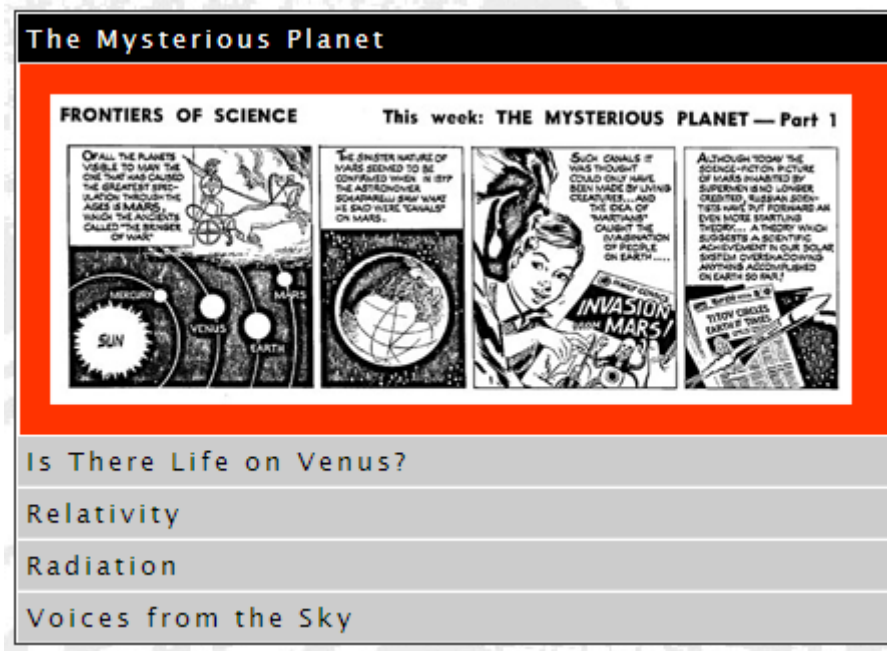 The Mysterious Planet
FRONTIERS OF SCIENCE This week: THE MYSTERIOUS PLANET — Part 1
OF ALL THE PLANETS
VISIBLE TO MAN THE
ONE THAT HAS CAUSED
THE GREATEST SPEC-
ULATION THROUGH THE
AGES IS MARS,
WHICH THE ANCIENTS
CALLED "THE BRINGER
OF WAR"
MERCURY
VENUS
EARTH
MARS
SUN
THE SINISTER NATURE OF
MARS SEEMED TO BE
CONFIRMED WHEN IN 1877
THE ASTRONOMER
SCHIAPARELLI SAW WHAT
HE SAID WERE "CANALS"
ON MARS.
SUCH CANALS IT
WAS THOUGHT
COULD ONLY HAVE
BEEN MADE BY LIVING
CREATURES... AND
THE IDEA OF
"MARTIANS"
CAUGHT THE
IMAGINATION
OF PEOPLE
ON EARTH....
COMICS
INVASION
FROM MARS!
ALTHOUGH TODAY THE
SCIENCE-FICTION PICTURE
OF MARS INHABITED BY
SUPERMEN IS NO LONGER
CREDITED, RUSSIAN SCIEN-
TISTS HAVE PUT FORWARD AN
EVEN MORE STARTLING
THEORY... A THEORY WHICH
SUGGESTS A SCIENTIFIC
ACHIEVEMENT IN OUR SOLAR
SYSTEM OVERSHADOWING
ANYTHING ACCOMPLISHED
ON EARTH SO FAR!
TITOV CIRCLES
EARTH 17 TIMES
Is There Life on Venus?
Relativity
Radiation
Voices from the Sky